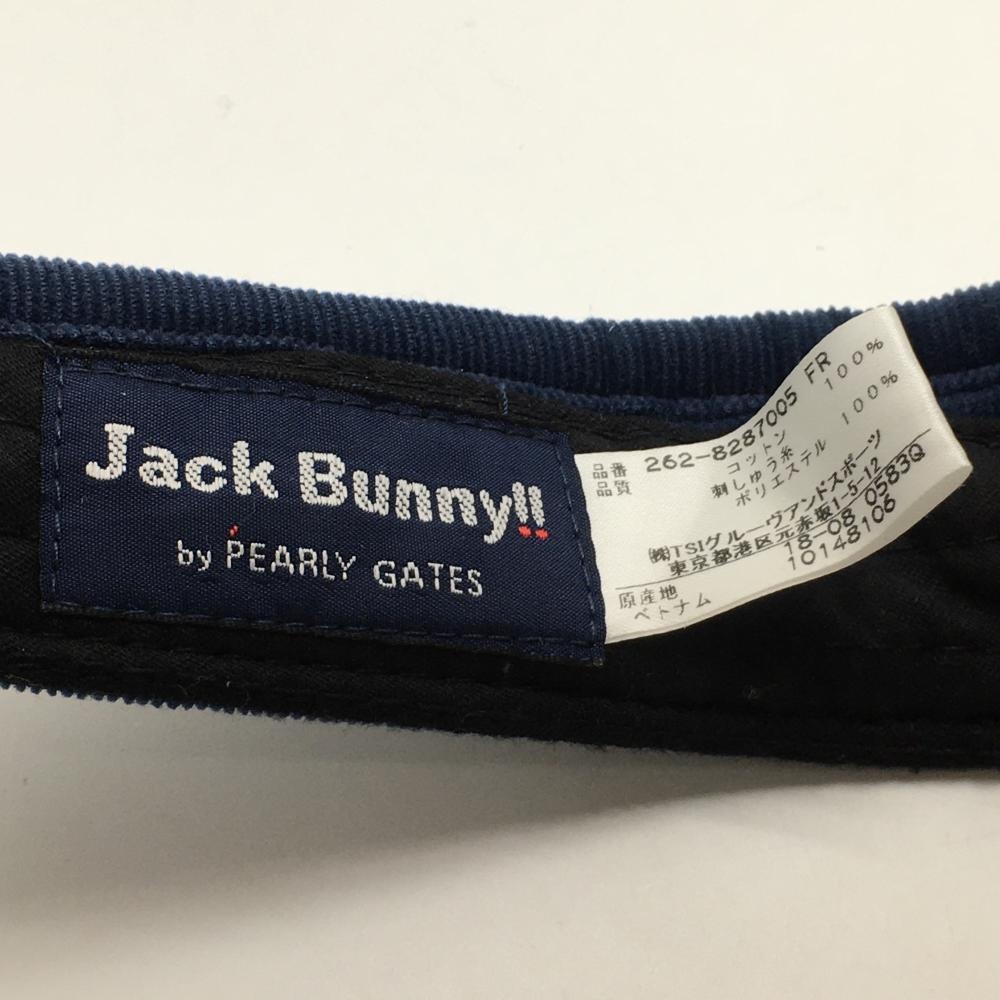 Jack Bunny!!
by PEARLY GATES
品番 262-8287005 FR
品質 コットン 100%
刺しゅう糸
ポリエステル 100%
㈱TSIグルーヴアンドスポーツ
東京都港区元赤坂1-5-12
18-08 0583Q
10148106
原産地
ベトナム